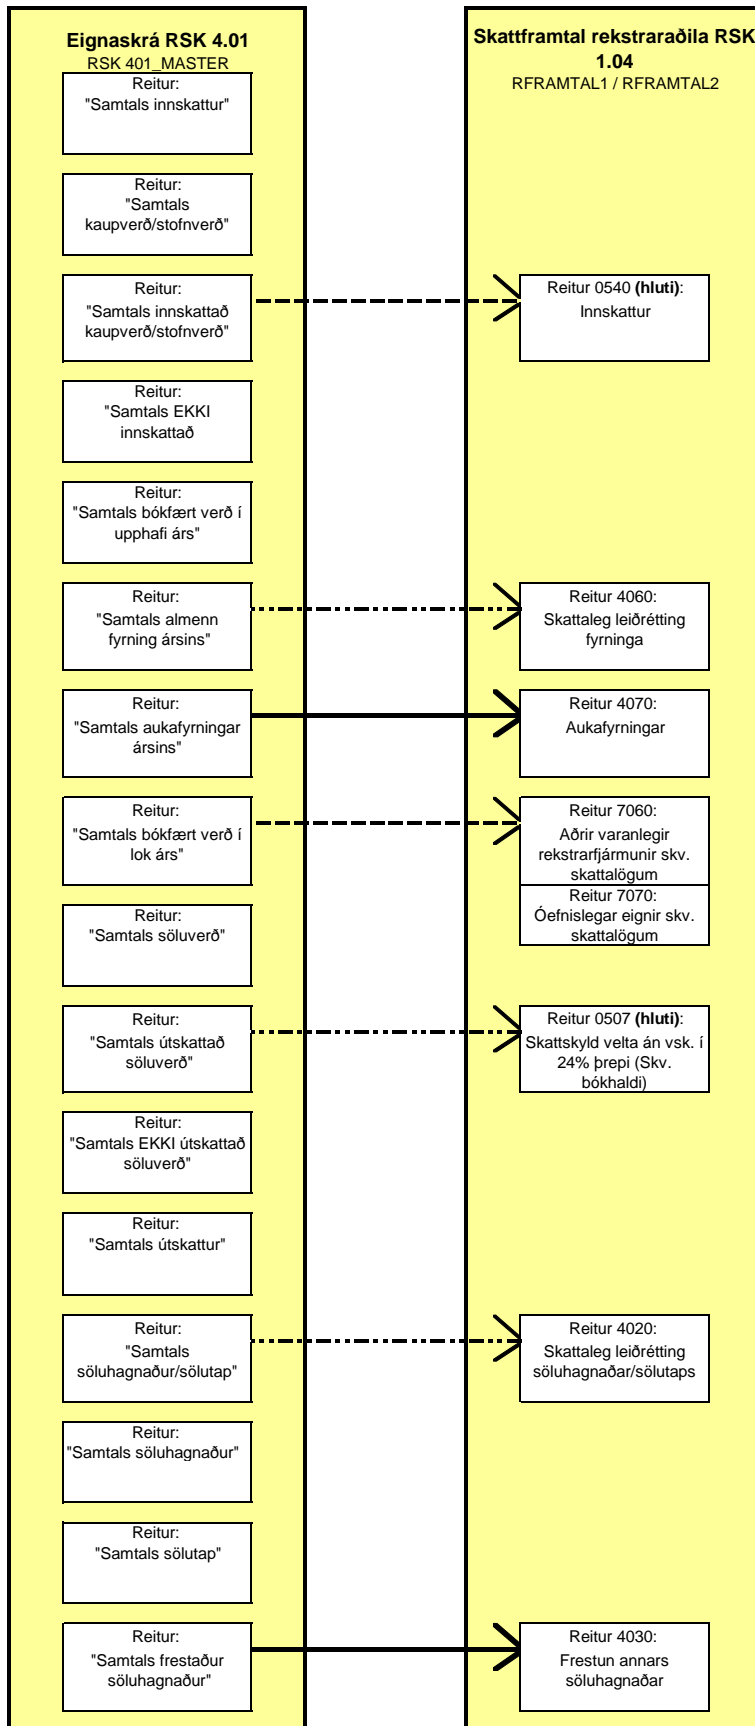 Eignaskrá RSK 4.01
RSK 401_MASTER
Reitur:
"Samtals innskattur"
Reitur:
"Samtals
kaupverð/stofnverð"
Reitur:
"Samtals innskattað
kaupverð/stofnverð"
Reitur:
"Samtals EKKI
innskattað
Reitur:
"Samtals bókfært verð í
upphafi árs"
Reitur:
"Samtals almenn
fyrning ársins"
Reitur:
"Samtals aukafyrningar
ársins"
Reitur:
"Samtals bókfært verð í
lok árs"
Reitur:
"Samtals söluverð"
Reitur:
"Samtals útskattað
söluverð"
Reitur:
"Samtals EKKI útskattað
söluverð"
Reitur:
"Samtals útskattur"
Reitur:
"Samtals
söluhagnaður/sölutap"
Reitur:
"Samtals söluhagnaður"
Reitur:
"Samtals sölutap"
Reitur:
"Samtals frestaður
söluhagnaður"
Skattframtal rekstraraðila RSK
1.04
RFRAMTAL1 / RFRAMTAL2
Reitur 0540 (hluti):
Innskattur
Reitur 4060:
Skattaleg leiðrétting
fyrninga
Reitur 4070:
Aukafyrningar
Reitur 7060:
Aðrir varanlegir
rekstrarfjármunir skv.
skattalögum
Reitur 7070:
Óefnislegar eignir skv.
skattalögum
Reitur 0507 (hluti):
Skattskyld velta án vsk. í
24% þrepi (Skv.
bókhaldi)
Reitur 4020:
Skattaleg leiðrétting
söluhagnaðar/sölutaps
Reitur 4030:
Frestun annars
söluhagnaðar